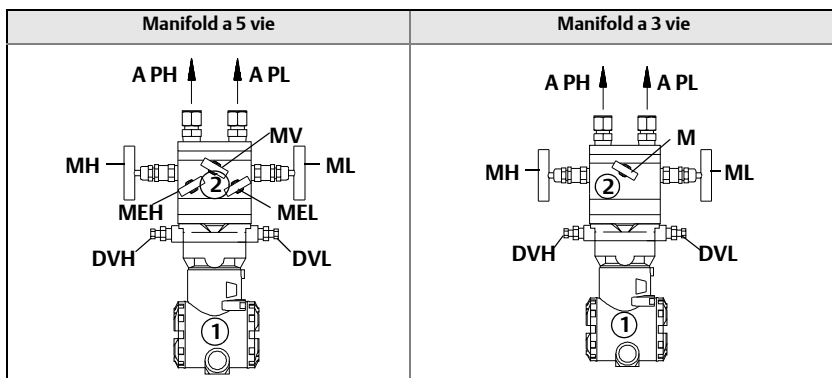 Manifold a 5 vie
Manifold a 3 vie
A PH
A PL
MV
MH
ML
2
MEH
MEL
DVH
DVL
1
A PH
A PL
M
MH
ML
2
DVH
DVL
1